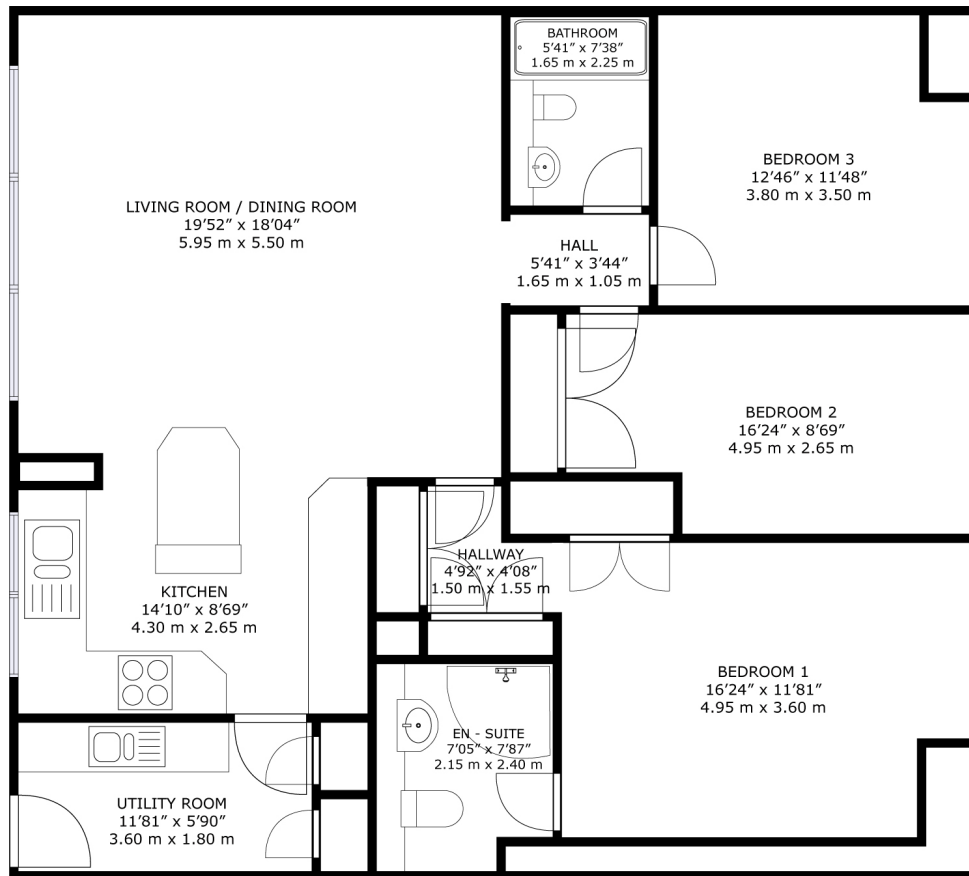 BATHROOM
5'41" x 7'38"
1.65 m x 2.25 m
BEDROOM 3
12'46" x 11'48"
3.80 m x 3.50 m
LIVING ROOM / DINING ROOM
19'52" x 18'04"
5.95 m x 5.50 m
HALL
5'41" x 3'44"
1.65 m x 1.05 m
BEDROOM 2
16'24" x 8'69"
4.95 m x 2.65 m
HALLWAY
4'92" x 4'08"
1.50 m x 1.55 m
KITCHEN
14'10" x 8'69"
4.30 m x 2.65 m
BEDROOM 1
16'24" x 11'81"
4.95 m x 3.60 m
EN - SUITE
7'05" x 7'87"
2.15 m x 2.40 m
UTILITY ROOM
11'81" x 5'90"
3.60 m x 1.80 m